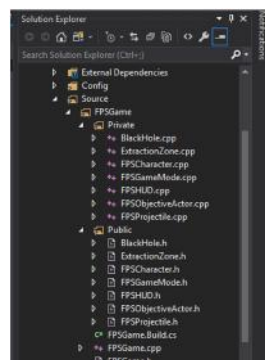 Solution Explorer
Search Solution Explorer (Ctrl+;)
External Dependencies
Config
Source
FPSGame
Private
BlackHole.cpp
ExtractionZone.cpp
FPSCharacter.cpp
FPSGameMode.cpp
FPSHUD.cpp
FPSObjectiveActor.cpp
FPSProjectile.cpp
Public
BlackHole.h
ExtractionZone.h
FPSCharacter.h
FPSGameMode.h
FPSHUD.h
FPSObjectiveActor.h
FPSProjectile.h
C# FPSGame.Build.cs
++ FPSGame.cpp
FPSGame.h
Notifications